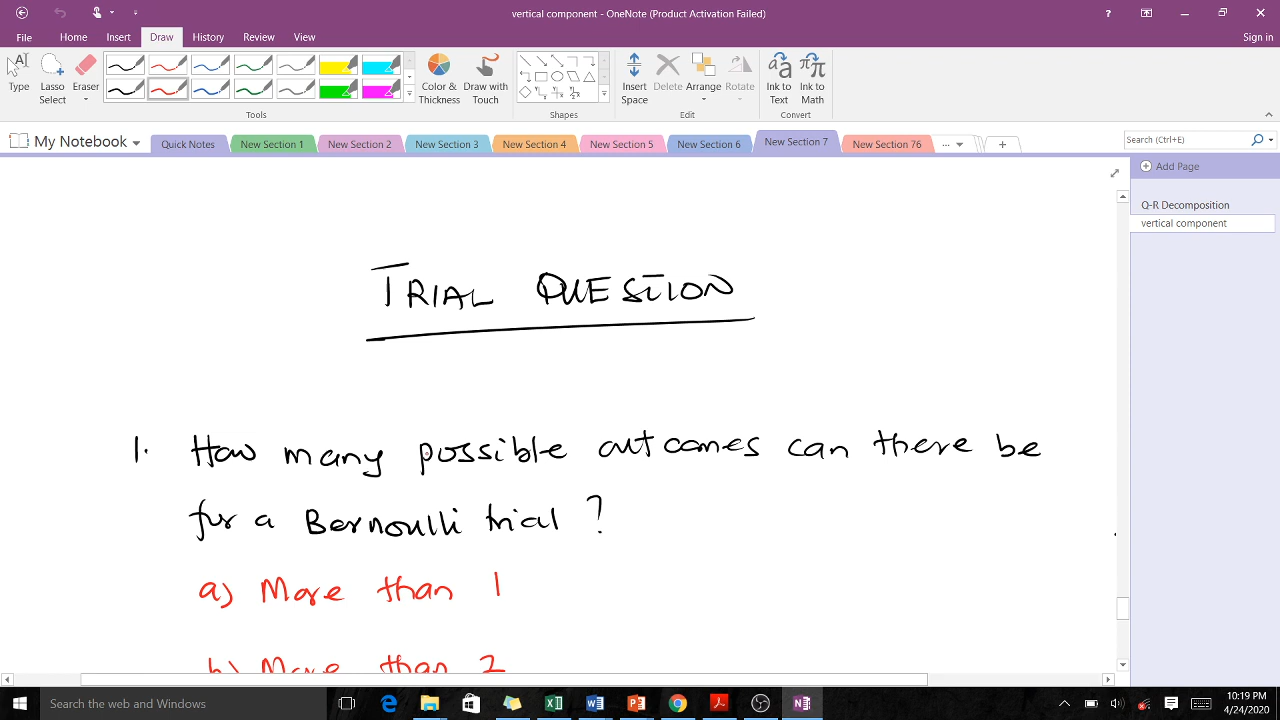 vertical component - OneNote (Product Activation Failed)
File Home Insert Draw History Review View
Sign in
Type
Lasso Select
Eraser
Color & Thickness
Draw with Touch
Insert Space
Delete
Arrange
Rotate
Ink to Text
Ink to Math
Tools
Shapes
Edit
Convert
My Notebook
Quick Notes
New Section 1
New Section 2
New Section 3
New Section 4
New Section 5
New Section 6
New Section 7
New Section 76
Search (Ctrl+E)
Add Page
Q-R Decomposition
vertical component
TRIAL QUESTION
1. How many possible outcomes can there be
for a Bernoulli trial ?
a) More than 1
b) More than 2
Search the web and Windows
10:19 PM
4/24/2020